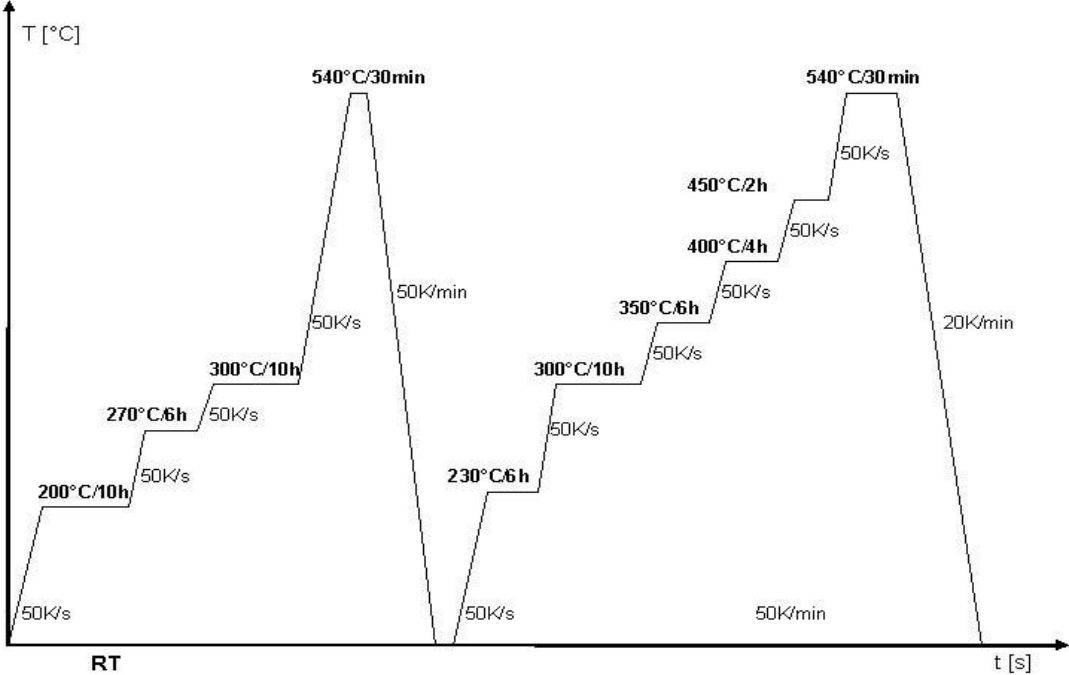 T [°C]
540°C/30min
540°C/30min
50K/s
450°C/2h
50K/s
400°C/4h
50K/min
50K/s
350°C/6h
50K/s
20K/min
50K/s
300°C/10h
300°C/10h
270°C/6h
50K/s
50K/s
50K/s
230°C/6h
200°C/10h
50K/s
50K/s
50K/min
RT
t [s]